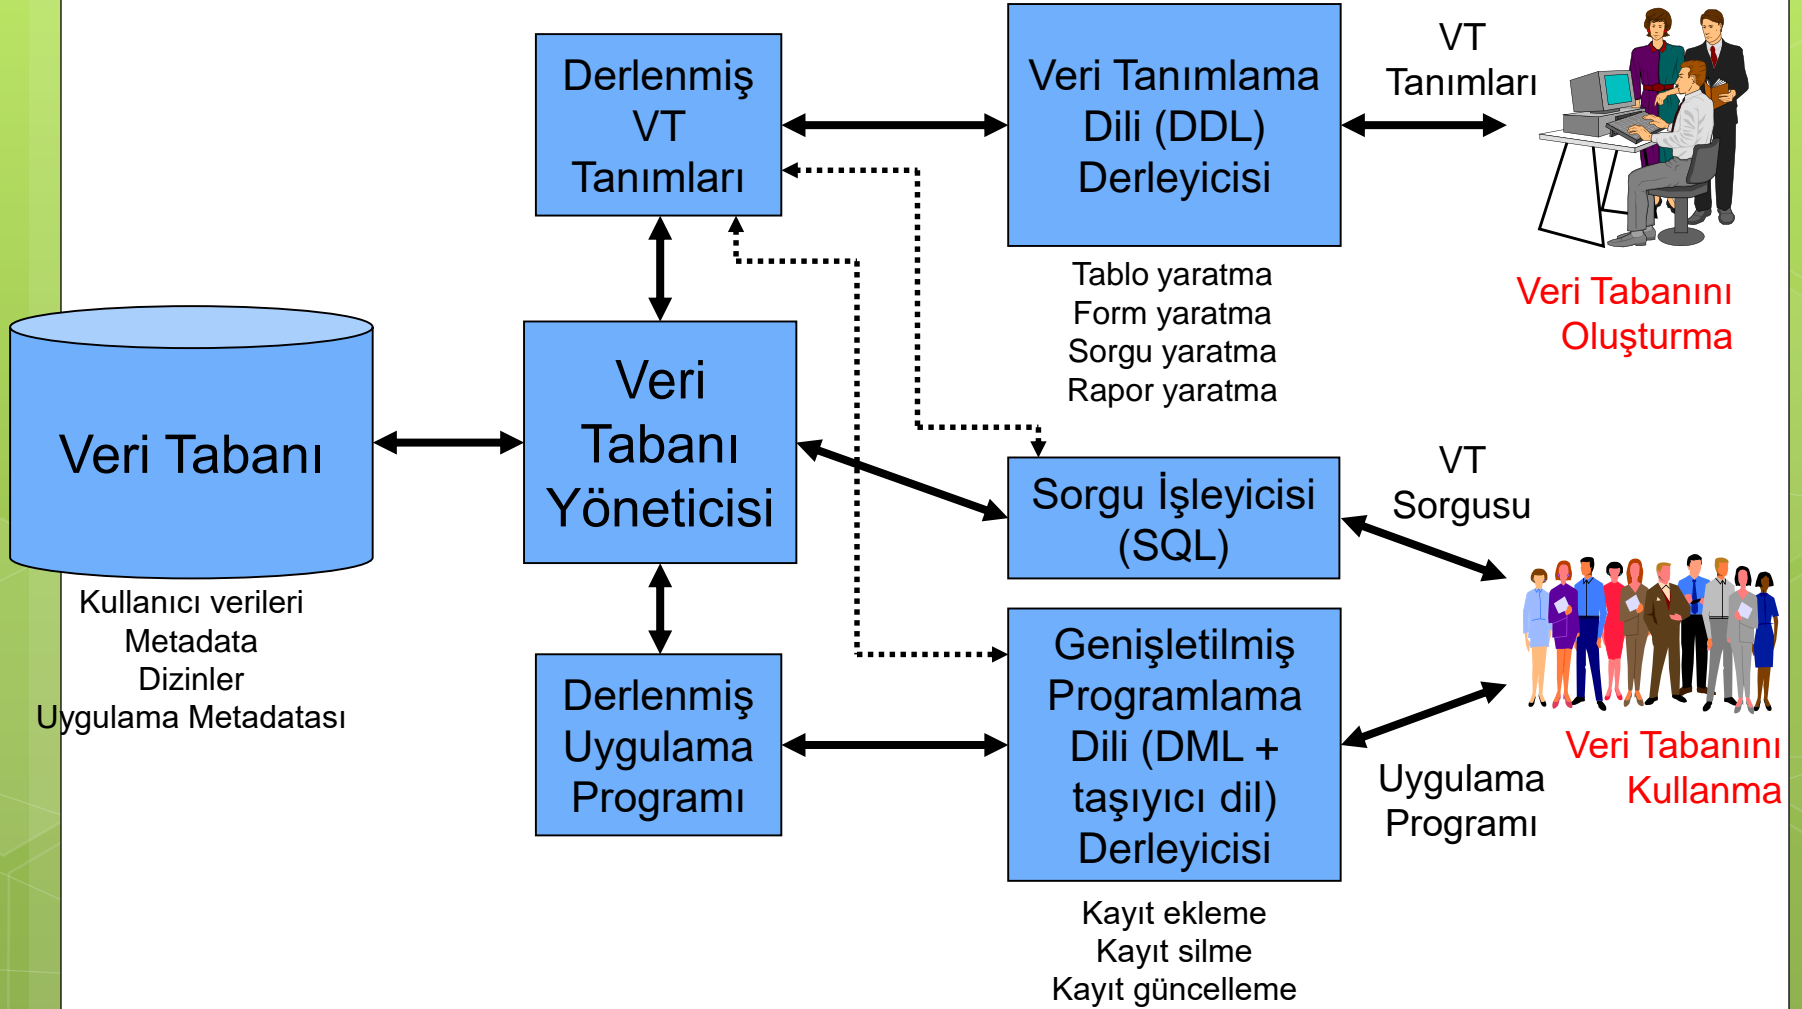 Derlenmiş
VT
Tanımları
Veri Tanımlama
Dili (DDL)
Derleyicisi
VT
Tanımları
Tablo yaratma
Form yaratma
Sorgu yaratma
Rapor yaratma
Veri Tabanını
Oluşturma
Veri Tabanı
Kullanıcı verileri
Metadata
Dizinler
Uygulama Metadatası
Veri
Tabanı
Yöneticisi
Sorgu İşleyicisi
(SQL)
VT
Sorgusu
Derlenmiş
Uygulama
Programı
Genişletilmiş
Programlama
Dili (DML +
taşıyıcı dil)
Derleyicisi
Uygulama
Programı
Veri Tabanını
Kullanma
Kayıt ekleme
Kayıt silme
Kayıt güncelleme